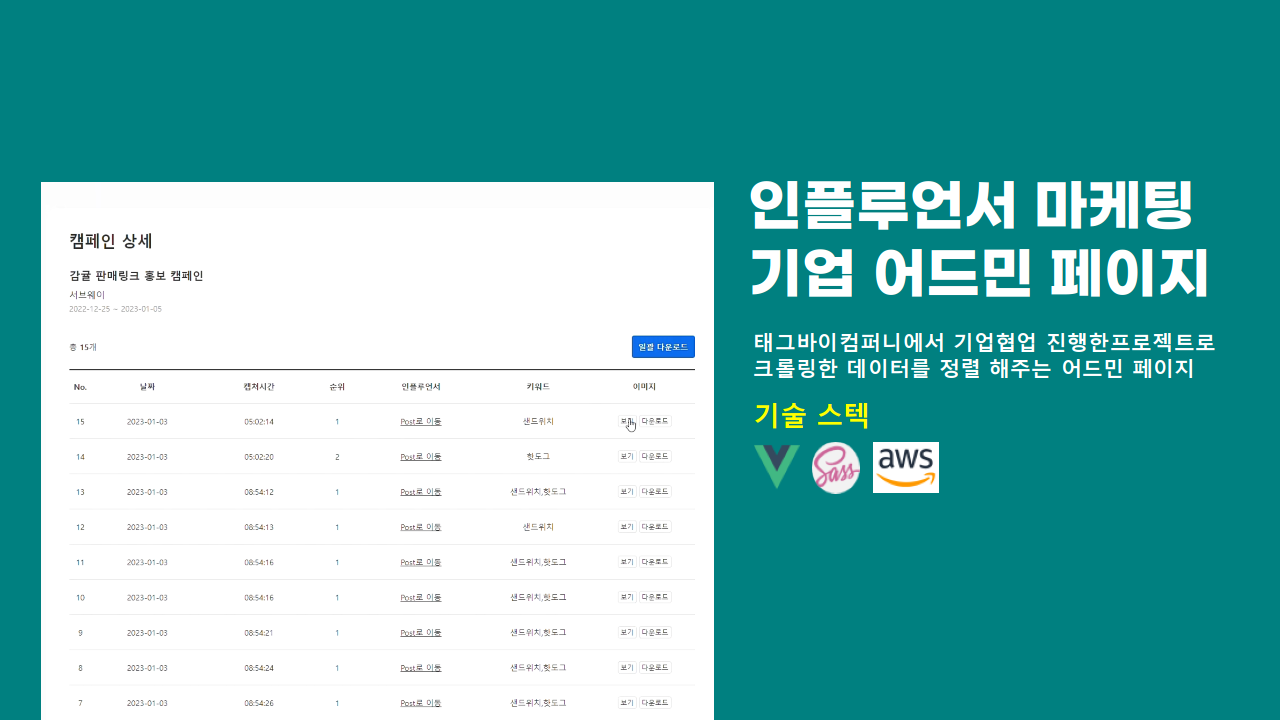 인플루언서 마케팅
기업 어드민 페이지
태그바이컴퍼니에서 기업협업 진행한프로젝트로
크롤링한 데이터를 정렬 해주는 어드민 페이지
기술 스텍
Sass
aws
캠페인 상세
감귤 판매링크 홍보 캠페인
서브웨이
2022-12-25 ~ 2023-01-05
총 15개
일괄 다운로드
No. 날짜 캡쳐시간 순위 인플루언서 키워드 이미지
15 2023-01-03 05:02:14 1 Post로 이동 샌드위치 보기 다운로드
14 2023-01-03 05:02:20 2 Post로 이동 핫도그 보기 다운로드
13 2023-01-03 08:54:12 1 Post로 이동 샌드위치,핫도그 보기 다운로드
12 2023-01-03 08:54:13 1 Post로 이동 샌드위치 보기 다운로드
11 2023-01-03 08:54:16 1 Post로 이동 샌드위치,핫도그 보기 다운로드
10 2023-01-03 08:54:16 1 Post로 이동 샌드위치,핫도그 보기 다운로드
9 2023-01-03 08:54:21 1 Post로 이동 샌드위치,핫도그 보기 다운로드
8 2023-01-03 08:54:24 1 Post로 이동 샌드위치,핫도그 보기 다운로드
7 2023-01-03 08:54:26 1 Post로 이동 샌드위치,핫도그 보기 다운로드